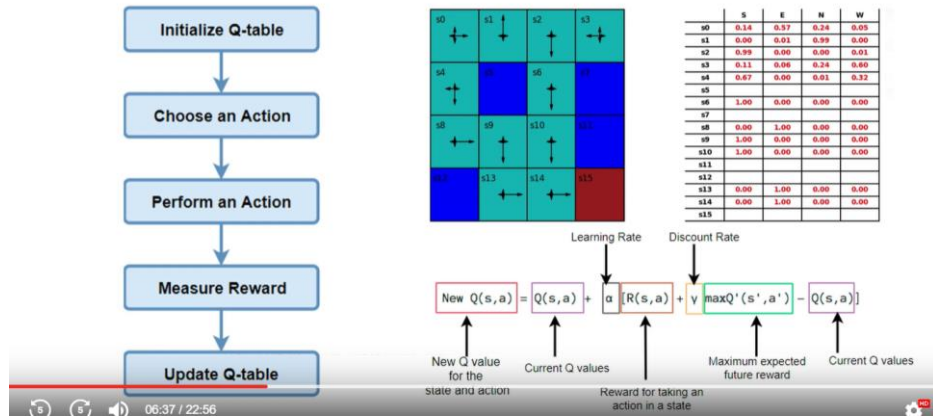 Initialize Q-table
Choose an Action
Perform an Action
Measure Reward
Update Q-table
s0 s1 s2 s3
s4 s6
s8 s9 s10
s13 s14 s15
S E N W
s0 0.14 0.57 0.24 0.05
s1 0.00 0.01 0.99 0.00
s2 0.99 0.00 0.00 0.01
s3 0.11 0.06 0.24 0.60
s4 0.67 0.00 0.01 0.32
s5
s6 1.00 0.00 0.00 0.00
s7
s8 0.00 1.00 0.00 0.00
s9 1.00 0.00 0.00 0.00
s10 1.00 0.00 0.00 0.00
s11
s12
s13 0.00 1.00 0.00 0.00
s14 0.00 1.00 0.00 0.00
s15
Learning Rate Discount Rate
New Q(s,a) = Q(s,a) + α [R(s,a) + γ maxQ'(s',a') - Q(s,a)]
New Q value
for the
state and action
Current Q values
Reward for taking an
action in a state
Maximum expected
future reward
Current Q values
5 5 06:37 / 22:56 HD